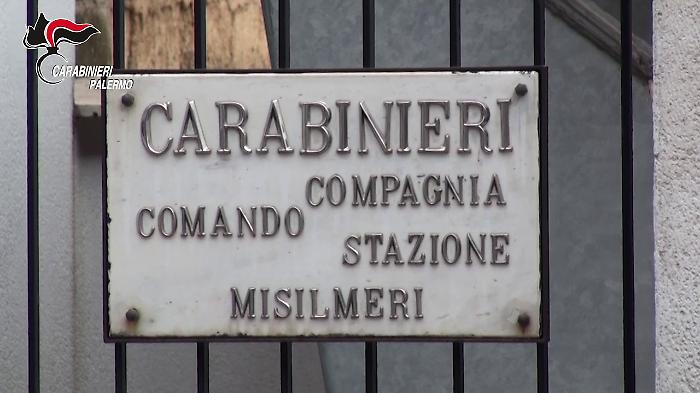 CARABINIERI
PALERMO
CARABINIERI
COMPAGNIA
COMANDO
STAZIONE
MISILMERI